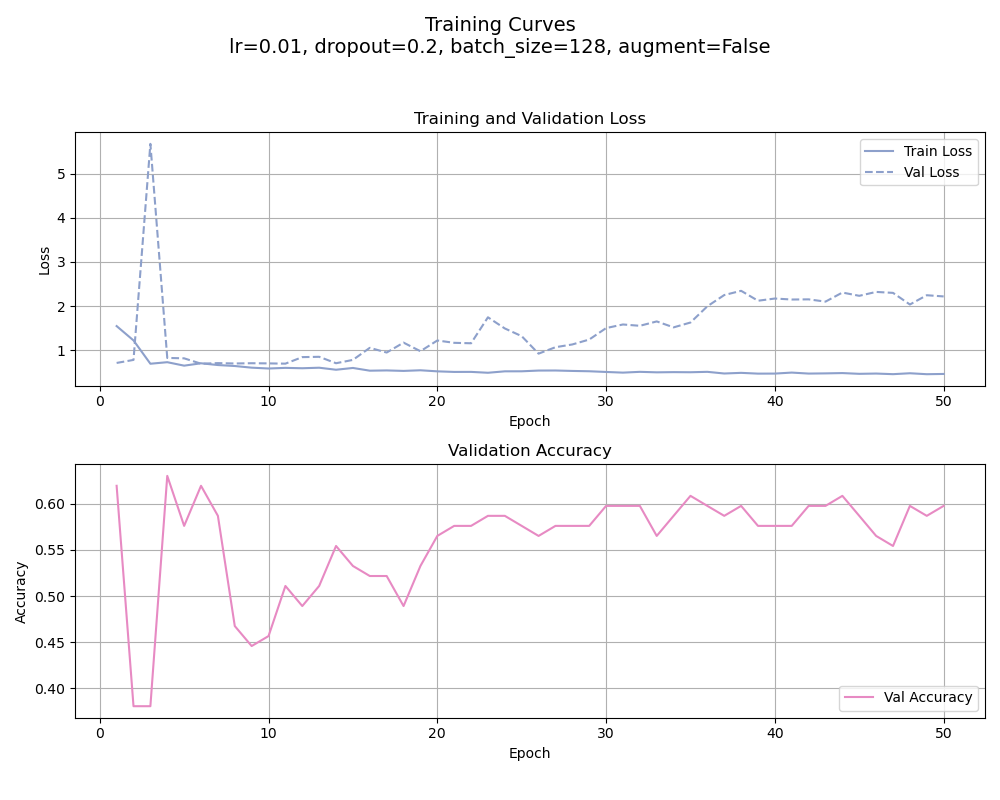 Training Curves
lr=0.01, dropout=0.2, batch_size=128, augment=False
Training and Validation Loss
Train Loss
Val Loss
5
4
3
2
1
Loss
0 10 20 30 40 50
Epoch
Validation Accuracy
0.60
0.55
0.50
0.45
0.40
Accuracy
Val Accuracy
0 10 20 30 40 50
Epoch